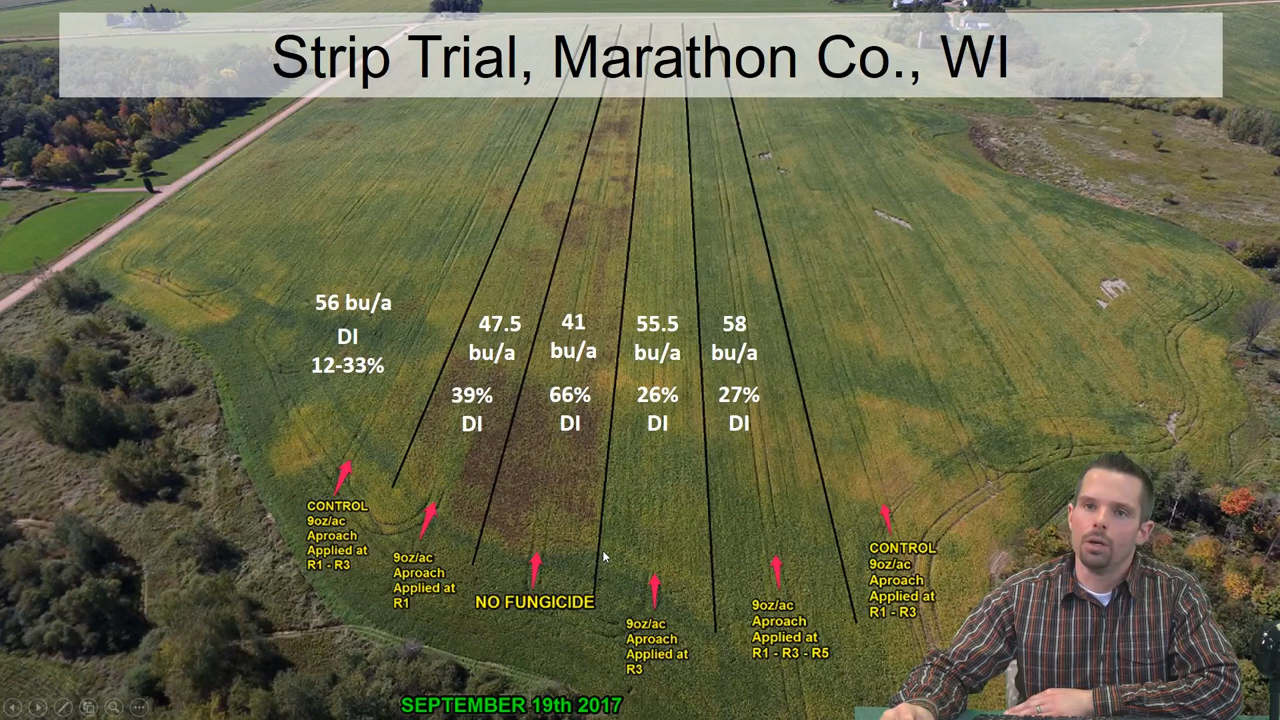 Strip Trial, Marathon Co., WI
56 bu/a
DI
12-33%
47.5
bu/a
39%
DI
41
bu/a
66%
DI
55.5
bu/a
26%
DI
58
bu/a
27%
DI
CONTROL
9oz/ac
Aproach
Applied at
R1 - R3
9oz/ac
Aproach
Applied at
R1
NO FUNGICIDE
9oz/ac
Aproach
Applied at
R3
9oz/ac
Aproach
Applied at
R1 - R3 - R5
CONTROL
9oz/ac
Aproach
Applied at
R1 - R3
SEPTEMBER 19th 2017